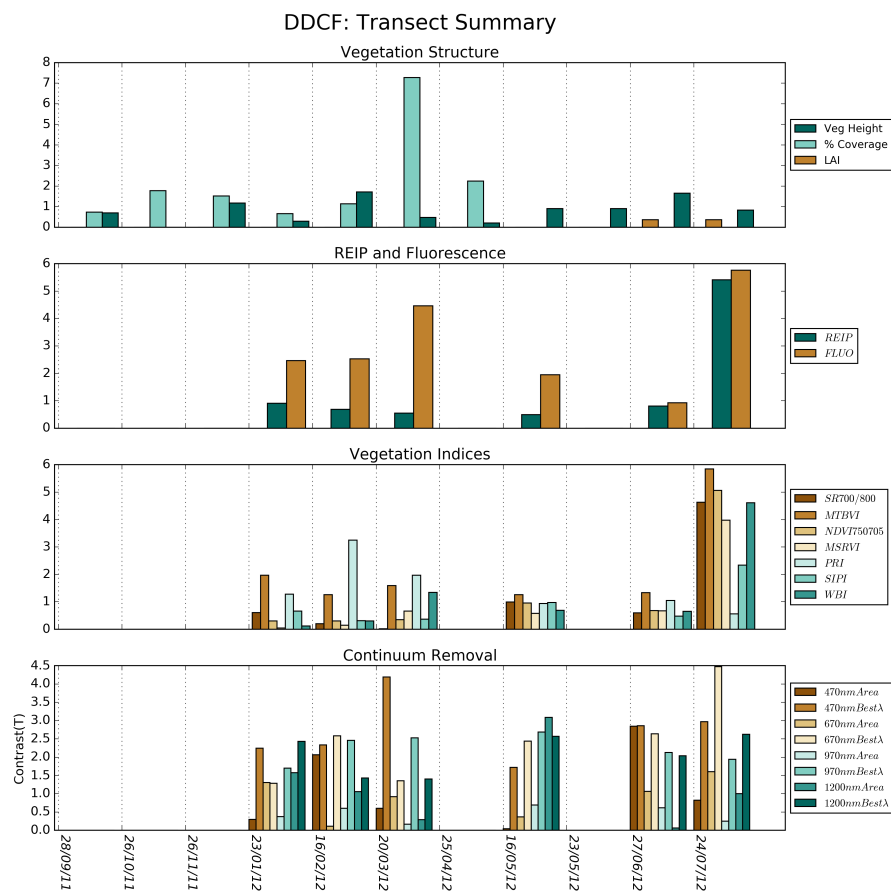 DDCF: Transect Summary
Vegetation Structure
8
7
6
5
4
3
2
1
0
Veg Height
% Coverage
LAI
REIP and Fluorescence
6
5
4
3
2
1
0
REIP
FLUO
Vegetation Indices
6
5
4
3
2
1
0
SR700/800
MTBVI
NDVI750705
MSRVI
PRI
SIPI
WBI
Continuum Removal
Contrast(T)
4.5
4.0
3.5
3.0
2.5
2.0
1.5
1.0
0.5
0.0
470nmArea
470nmBestλ
670nmArea
670nmBestλ
970nmArea
970nmBestλ
1200nmArea
1200nmBestλ
28/09/11
26/10/11
26/11/11
23/01/12
16/02/12
20/03/12
25/04/12
16/05/12
23/05/12
27/06/12
24/07/12